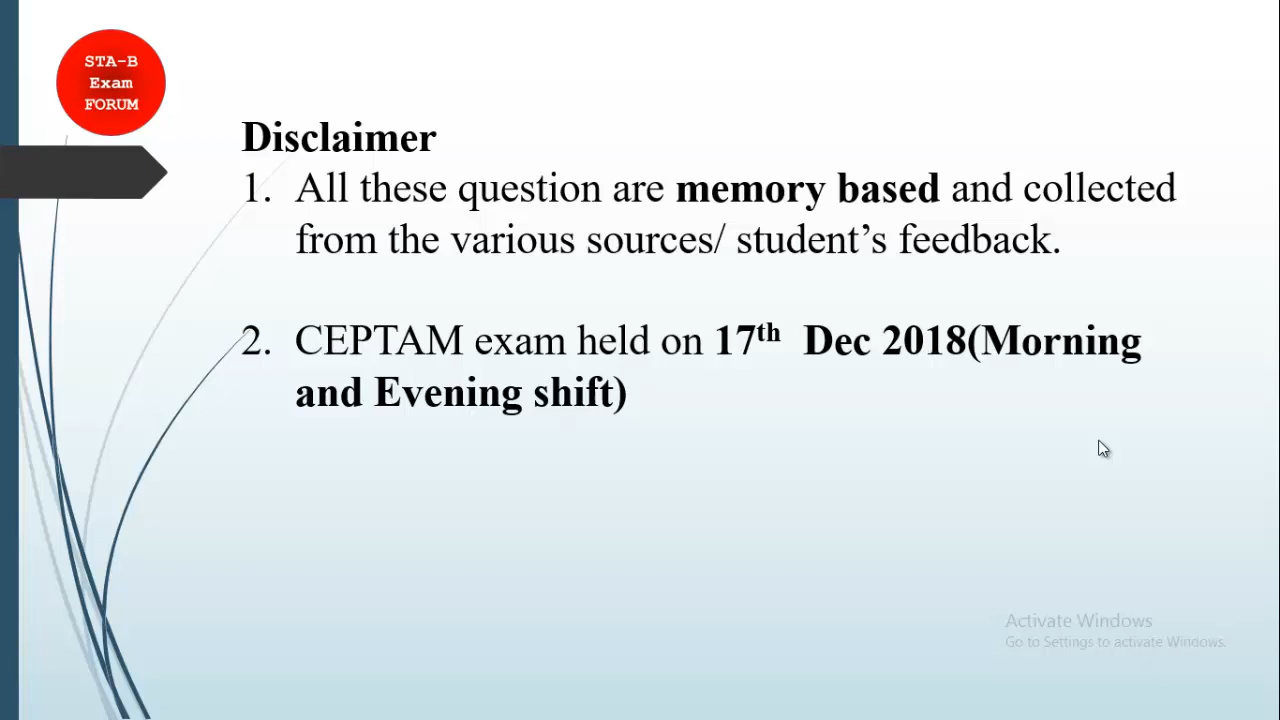 STA-B
Exam
FORUM
Disclaimer
1. All these question are memory based and collected
from the various sources/ student’s feedback.
2. CEPTAM exam held on 17th Dec 2018(Morning
and Evening shift)
Activate Windows
Go to Settings to activate Windows.